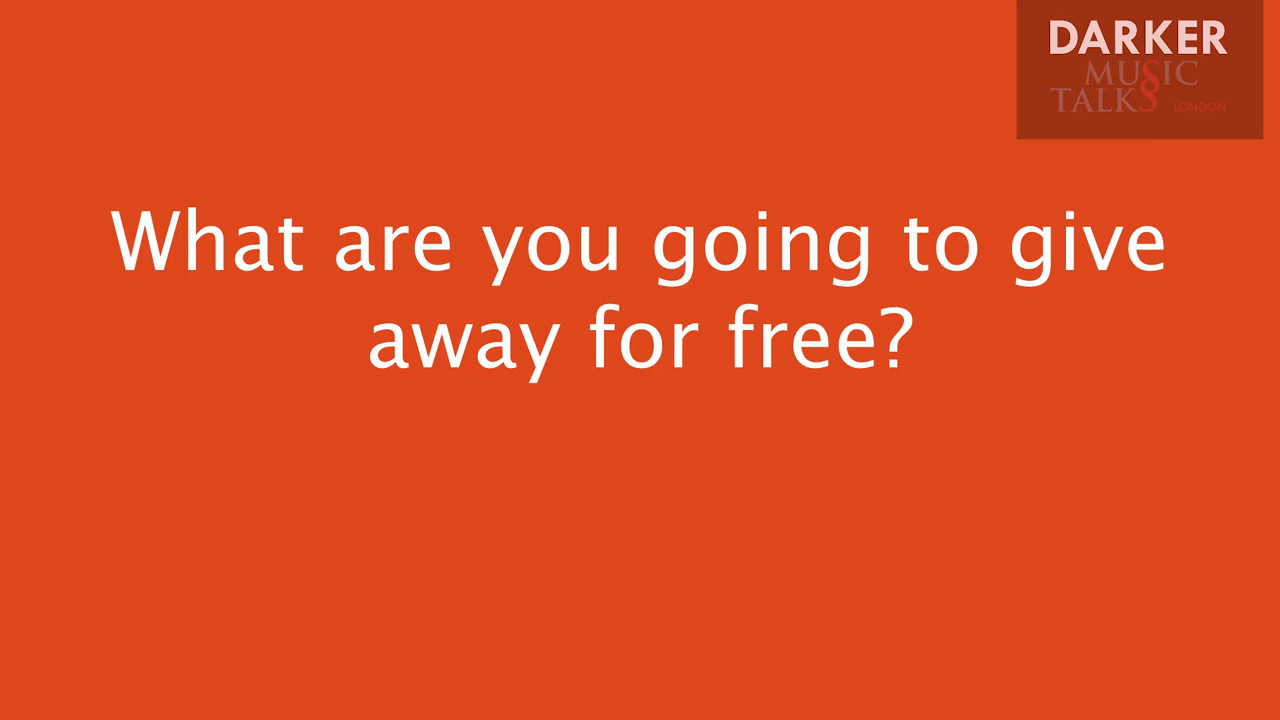 DARKER
MUSIC
TALKS LONDON
What are you going to give
away for free?